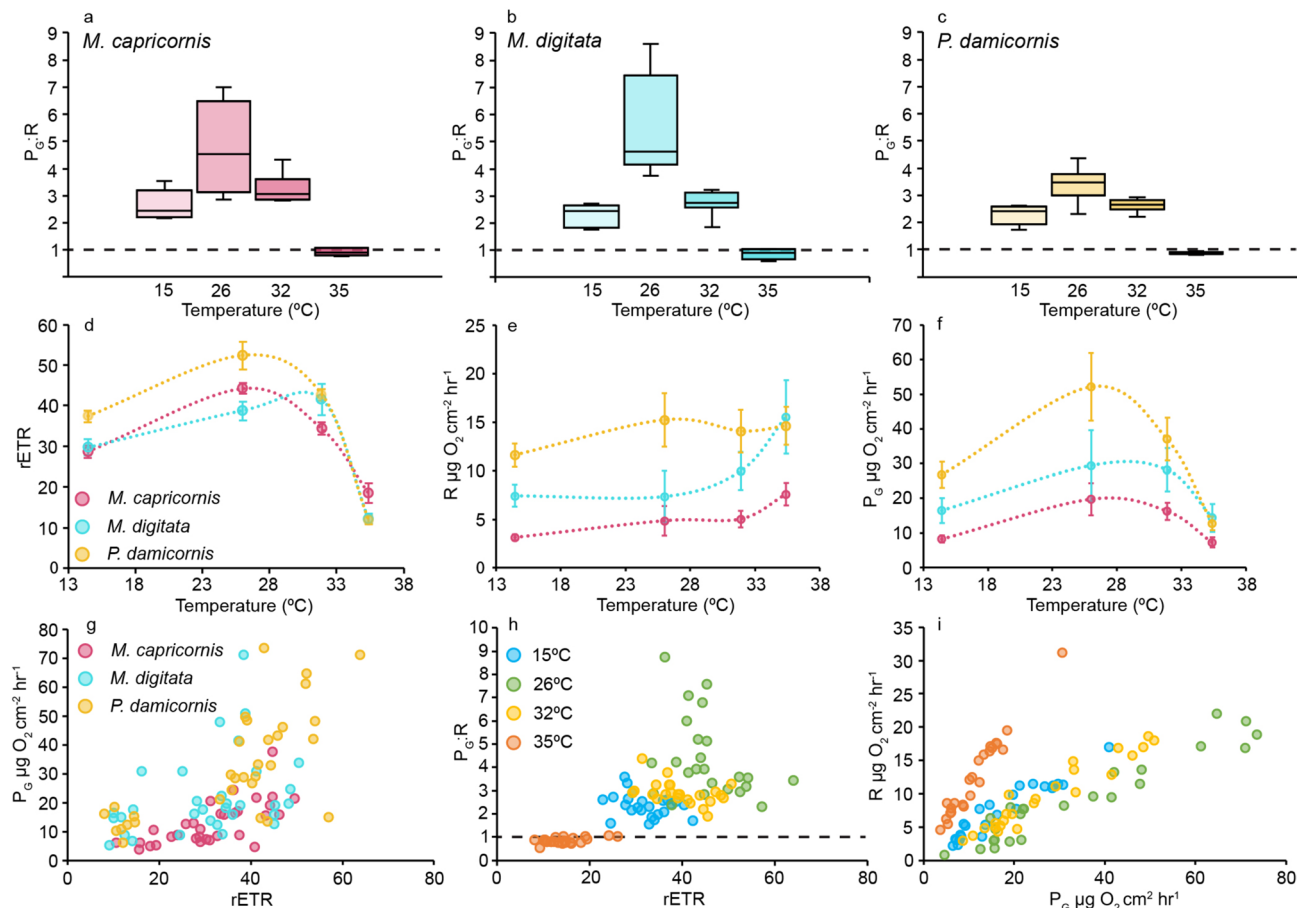 a
M. capricornis
9
8
7
6
5
4
3
2
1
P_G:R
15 26 32 35
Temperature (ºC)
b
M. digitata
9
8
7
6
5
4
3
2
1
P_G:R
15 26 32 35
Temperature (ºC)
c
P. damicornis
9
8
7
6
5
4
3
2
1
P_G:R
15 26 32 35
Temperature (ºC)
d
60
50
40
30
20
10
0
rETR
M. capricornis
M. digitata
P. damicornis
13 18 23 28 33 38
Temperature (ºC)
e
25
20
15
10
5
0
R µg O₂ cm⁻² hr⁻¹
13 18 23 28 33 38
Temperature (ºC)
f
70
60
50
40
30
20
10
0
P_G µg O₂ cm⁻² hr⁻¹
13 18 23 28 33 38
Temperature (ºC)
g
80
70
60
50
40
30
20
10
0
P_G µg O₂ cm⁻² hr⁻¹
M. capricornis
M. digitata
P. damicornis
0 20 40 60 80
rETR
h
10
9
8
7
6
5
4
3
2
1
0
P_G:R
15ºC
26ºC
32ºC
35ºC
0 20 40 60 80
rETR
i
35
30
25
20
15
10
5
0
R µg O₂ cm⁻² hr⁻¹
0 20 40 60 80
P_G µg O₂ cm² hr⁻¹